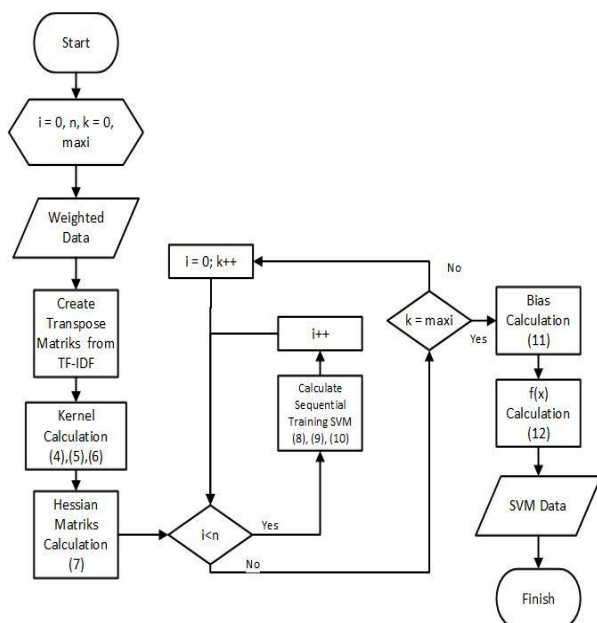 Start
i = 0, n, k = 0,
maxi
Weighted
Data
Create
Transpose
Matriks from
TF-IDF
Kernel
Calculation
(4),(5),(6)
Hessian
Matriks
Calculation
(7)
i<n
Yes
No
Calculate
Sequential
Training SVM
(8), (9), (10)
i++
i = 0; k++
No
k = maxi
Yes
Bias
Calculation
(11)
f(x)
Calculation
(12)
SVM Data
Finish